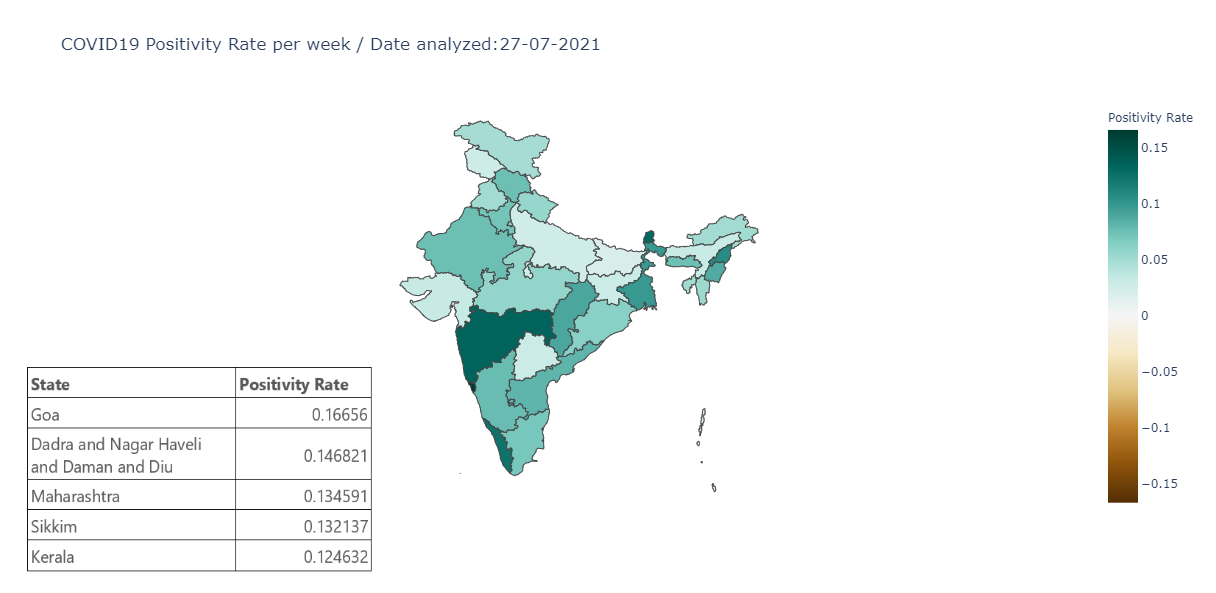 COVID19 Positivity Rate per week / Date analyzed:27-07-2021
Positivity Rate
0.15
0.1
0.05
0
−0.05
−0.1
−0.15
State Positivity Rate
Goa 0.16656
Dadra and Nagar Haveli
and Daman and Diu 0.146821
Maharashtra 0.134591
Sikkim 0.132137
Kerala 0.124632